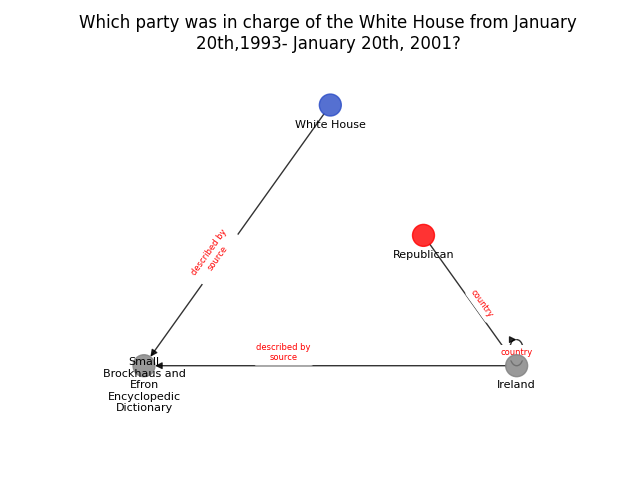 Which party was in charge of the White House from January
20th,1993- January 20th, 2001?
White House
described by
source
Republican
country
described by
source
country
Small
Brockhaus and
Efron
Encyclopedic
Dictionary
Ireland